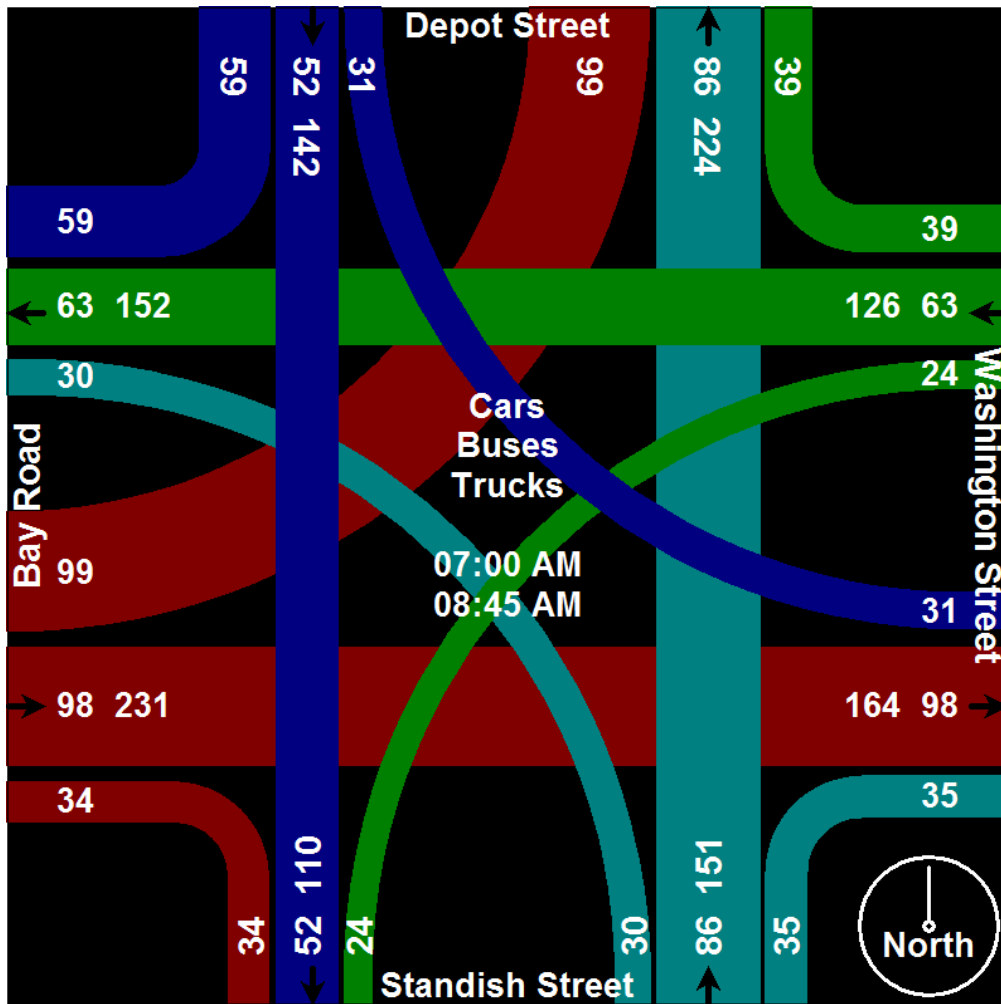 Depot Street
59
52 142
31
99
86 224
39
59
39
63 152
126 63
30
24
Cars
Buses
Trucks
Bay Road
Washington Street
07:00 AM
08:45 AM
99
31
98 231
164 98
34
35
34
52 110
24
30
86 151
35
North
Standish Street